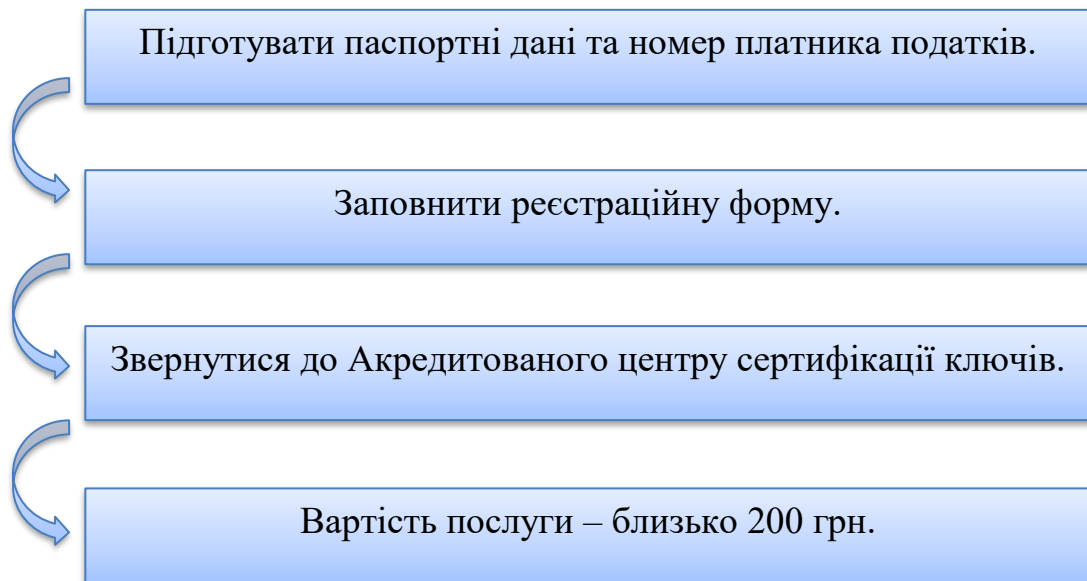 Підготувати паспортні дані та номер платника податків.
Заповнити реєстраційну форму.
Звернутися до Акредитованого центру сертифікації ключів.
Вартість послуги – близько 200 грн.